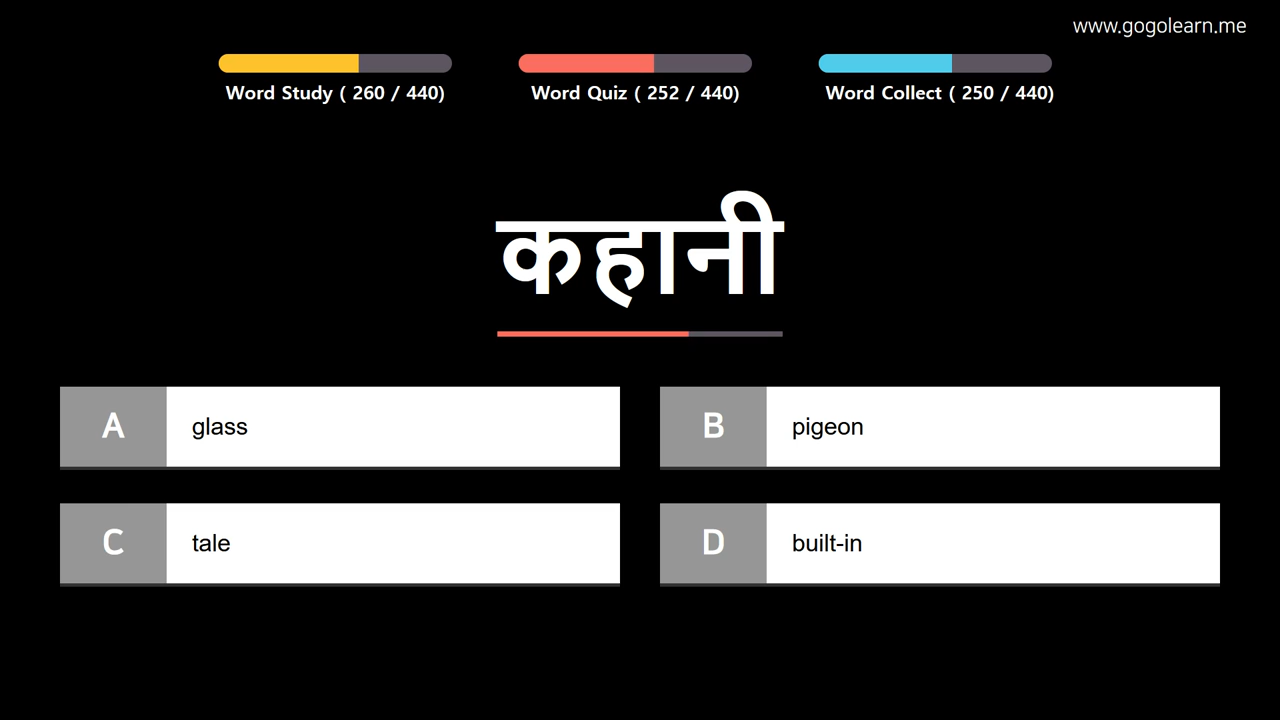 www.gogolearn.me
Word Study ( 260 / 440)
Word Quiz ( 252 / 440)
Word Collect ( 250 / 440)
कहानी
A glass
B pigeon
C tale
D built-in